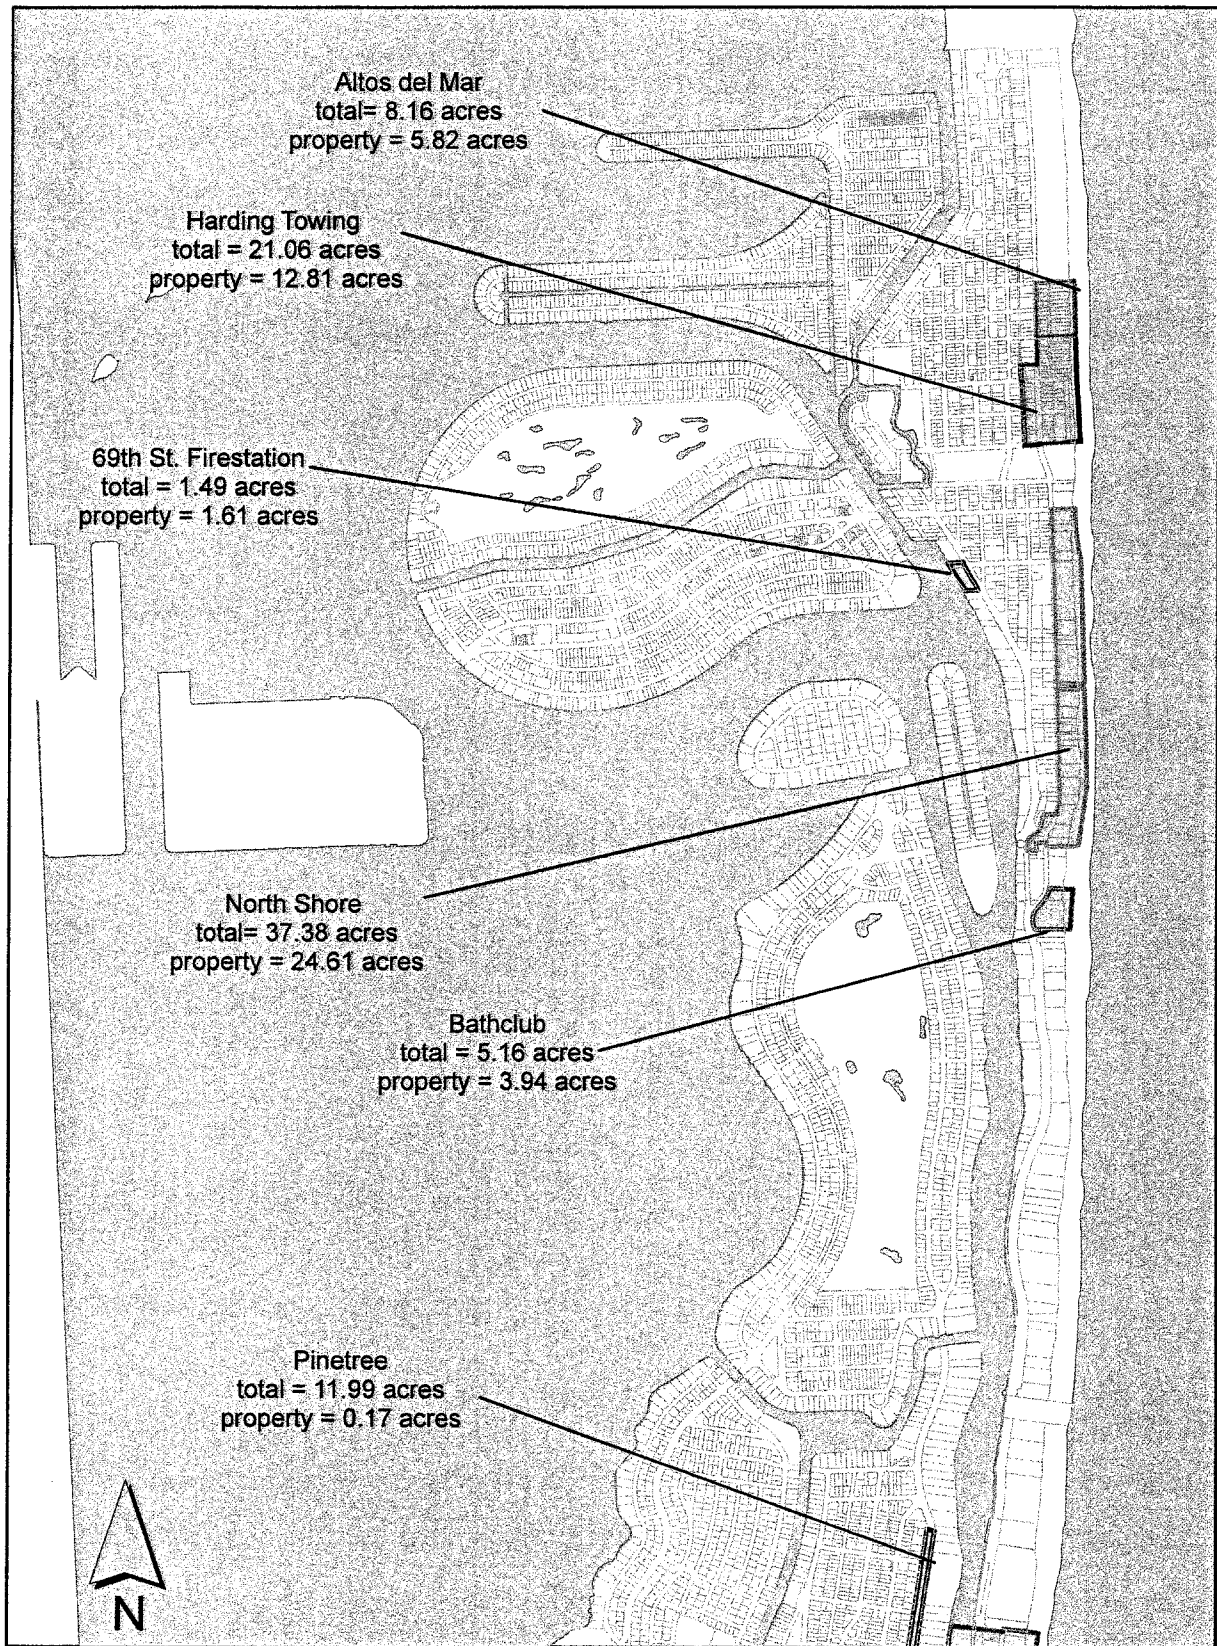 Altos del Mar
total= 8.16 acres
property = 5.82 acres
Harding Towing
total = 21.06 acres
property = 12.81 acres
69th St. Firestation
total = 1.49 acres
property = 1.61 acres
North Shore
total= 37.38 acres
property = 24.61 acres
Bathclub
total = 5.16 acres
property = 3.94 acres
Pinetree
total = 11.99 acres
property = 0.17 acres
N